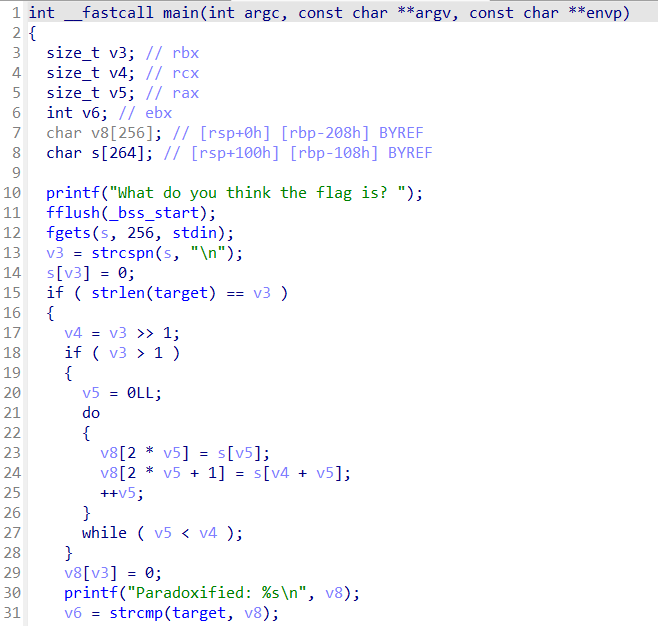 1 int __fastcall main(int argc, const char **argv, const char **envp)
2 {
3 size_t v3; // rbx
4 size_t v4; // rcx
5 size_t v5; // rax
6 int v6; // ebx
7 char v8[256]; // [rsp+0h] [rbp-208h] BYREF
8 char s[264]; // [rsp+100h] [rbp-108h] BYREF
9
10 printf("What do you think the flag is? ");
11 fflush(_bss_start);
12 fgets(s, 256, stdin);
13 v3 = strcspn(s, "\n");
14 s[v3] = 0;
15 if ( strlen(target) == v3 )
16 {
17 v4 = v3 >> 1;
18 if ( v3 > 1 )
19 {
20 v5 = 0LL;
21 do
22 {
23 v8[2 * v5] = s[v5];
24 v8[2 * v5 + 1] = s[v4 + v5];
25 ++v5;
26 }
27 while ( v5 < v4 );
28 }
29 v8[v3] = 0;
30 printf("Paradoxified: %s\n", v8);
31 v6 = strcmp(target, v8);